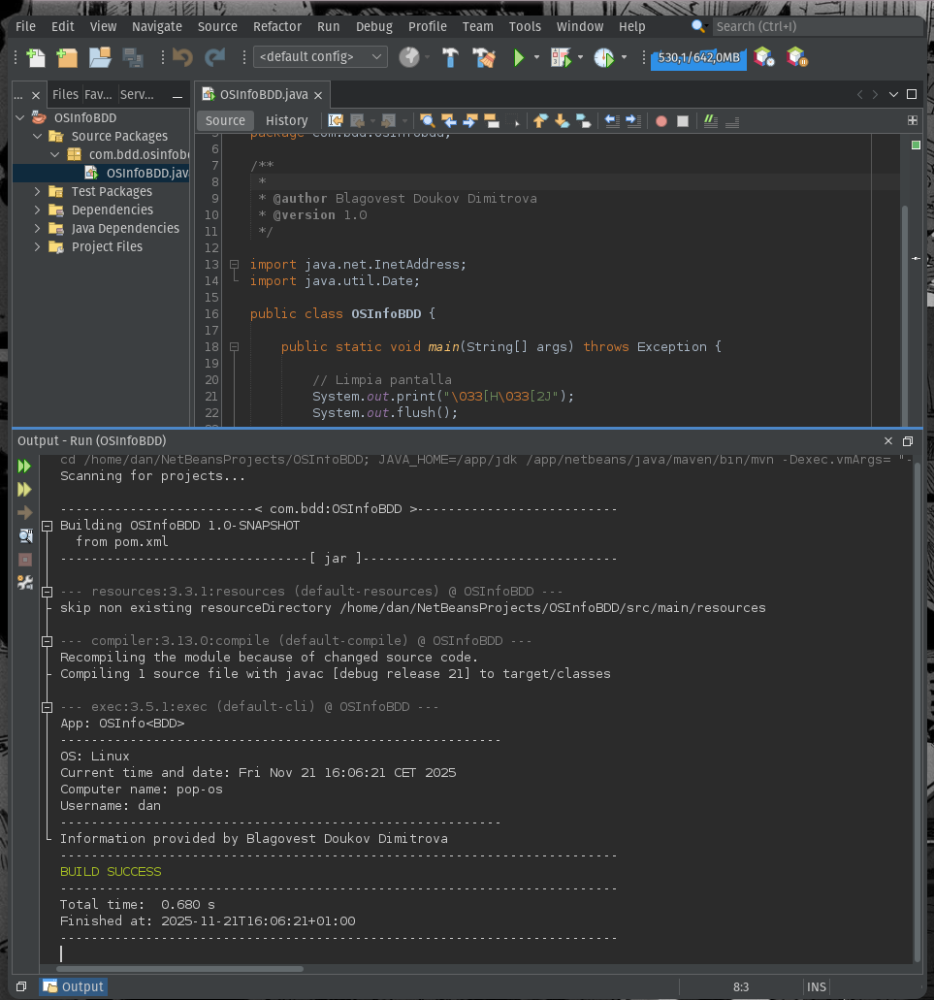 File Edit View Navigate Source Refactor Run Debug Profile Team Tools Window Help Search (Ctrl+I)
<default config> 530,1/642,0MB
... Files Fav... Serv... OSInfoBDD.java
OSInfoBDD
Source Packages
com.bdd.osinfobd
OSInfoBDD.java
Test Packages
Dependencies
Java Dependencies
Project Files
Source History
package com.bdd.osinfobdd;
6
7 /**
8 *
9 * @author Blagovest Doukov Dimitrova
10 * @version 1.0
11 */
12
13 import java.net.InetAddress;
14 import java.util.Date;
15
16 public class OSInfoBDD {
17
18 public static void main(String[] args) throws Exception {
19
20 // Limpia pantalla
21 System.out.print("\033[H\033[2J");
22 System.out.flush();
Output - Run (OSInfoBDD)
cd /home/dan/NetBeansProjects/OSInfoBDD; JAVA_HOME=/app/jdk /app/netbeans/java/maven/bin/mvn -Dexec.vmArgs= "-
Scanning for projects...
-------------------------< com.bdd:OSInfoBDD >--------------------------
Building OSInfoBDD 1.0-SNAPSHOT
from pom.xml
--------------------------------[ jar ]---------------------------------
--- resources:3.3.1:resources (default-resources) @ OSInfoBDD ---
skip non existing resourceDirectory /home/dan/NetBeansProjects/OSInfoBDD/src/main/resources
--- compiler:3.13.0:compile (default-compile) @ OSInfoBDD ---
Recompiling the module because of changed source code.
Compiling 1 source file with javac [debug release 21] to target/classes
--- exec:3.5.1:exec (default-cli) @ OSInfoBDD ---
App: OSInfo<BDD>
---------------------------------------------------------
OS: Linux
Current time and date: Fri Nov 21 16:06:21 CET 2025
Computer name: pop-os
Username: dan
---------------------------------------------------------
Information provided by Blagovest Doukov Dimitrova
------------------------------------------------------------------------
BUILD SUCCESS
------------------------------------------------------------------------
Total time:  0.680 s
Finished at: 2025-11-21T16:06:21+01:00
------------------------------------------------------------------------
Output 8:3 INS